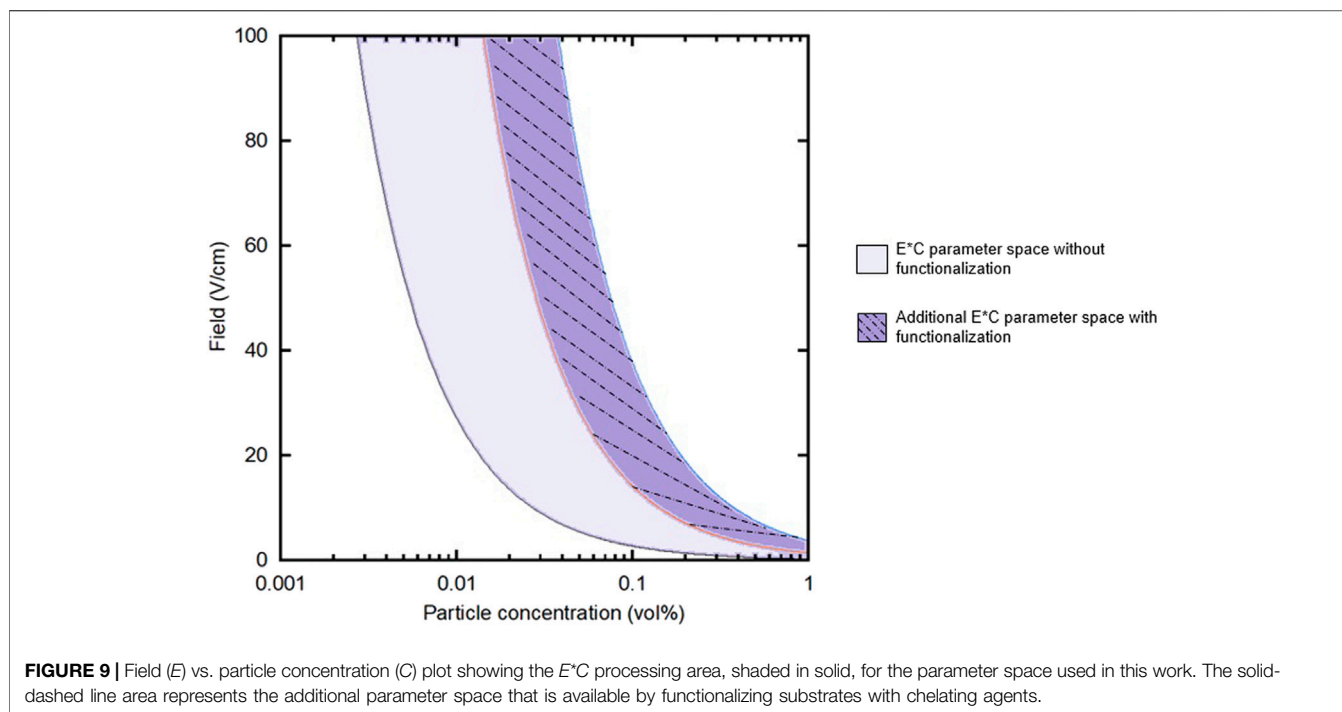 100
80
60
40
20
0
Field (V/cm)
0.001
0.01
0.1
1
Particle concentration (vol%)
E*C parameter space without
functionalization
Additional E*C parameter space with
functionalization
FIGURE 9 | Field (E) vs. particle concentration (C) plot showing the E*C processing area, shaded in solid, for the parameter space used in this work. The solid-
dashed line area represents the additional parameter space that is available by functionalizing substrates with chelating agents.